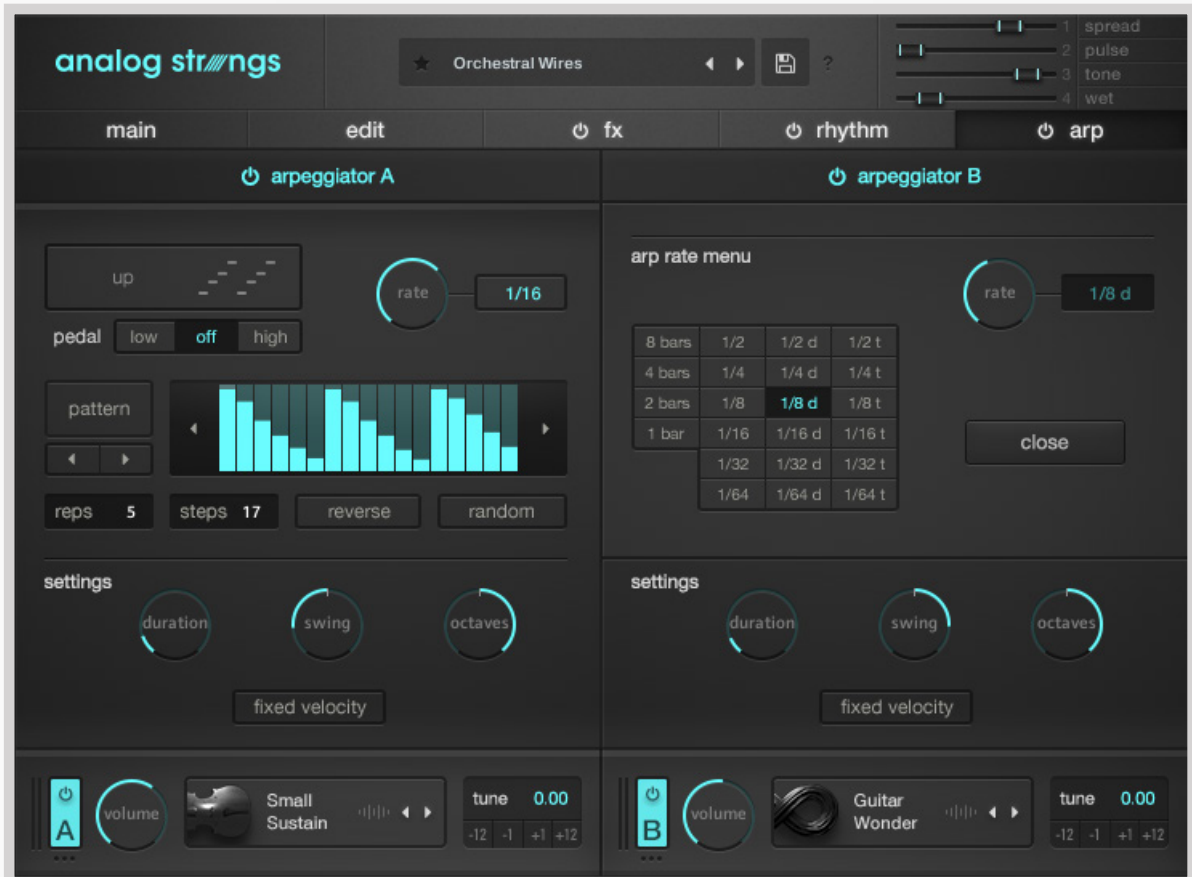 analog strings
Orchestral Wires
?
1 spread
2 pulse
3 tone
4 wet
main edit fx rhythm arp
arpeggiator A
up
rate 1/16
pedal low off high
pattern
reps 5 steps 17 reverse random
settings
duration swing octaves
fixed velocity
arpeggiator B
arp rate menu
rate 1/8 d
8 bars 1/2 1/2 d 1/2 t
4 bars 1/4 1/4 d 1/4 t
2 bars 1/8 1/8 d 1/8 t
1 bar 1/16 1/16 d 1/16 t
1/32 1/32 d 1/32 t
1/64 1/64 d 1/64 t
close
settings
duration swing octaves
fixed velocity
A volume
Small
Sustain
tune 0.00
-12 -1 +1 +12
B volume
Guitar
Wonder
tune 0.00
-12 -1 +1 +12